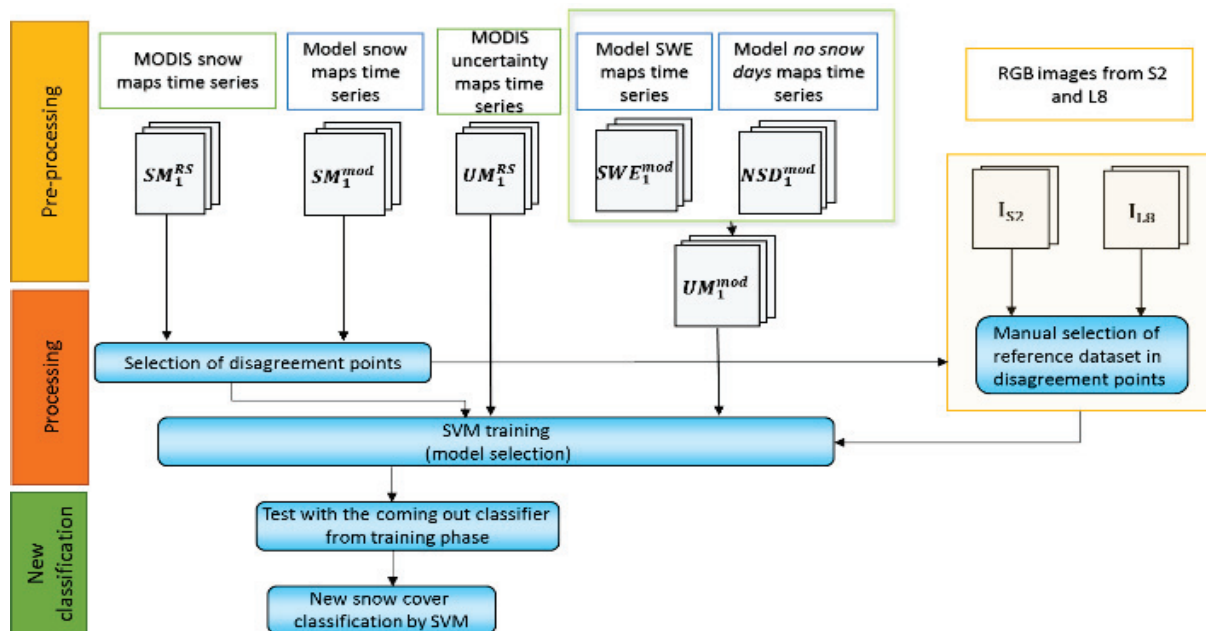 Pre-processing
MODIS snow
maps time series
Model snow
maps time
series
MODIS
uncertainty
maps time series
Model SWE
maps time
series
Model no snow
days maps time
series
RGB images from S2
and L8
SM₁^RS
SM₁^mod
UM₁^RS
SWE₁^mod
NSD₁^mod
I_S2
I_L8
UM₁^mod
Processing
Selection of disagreement points
Manual selection of
reference dataset in
disagreement points
SVM training
(model selection)
New
classification
Test with the coming out classifier
from training phase
New snow cover
classification by SVM